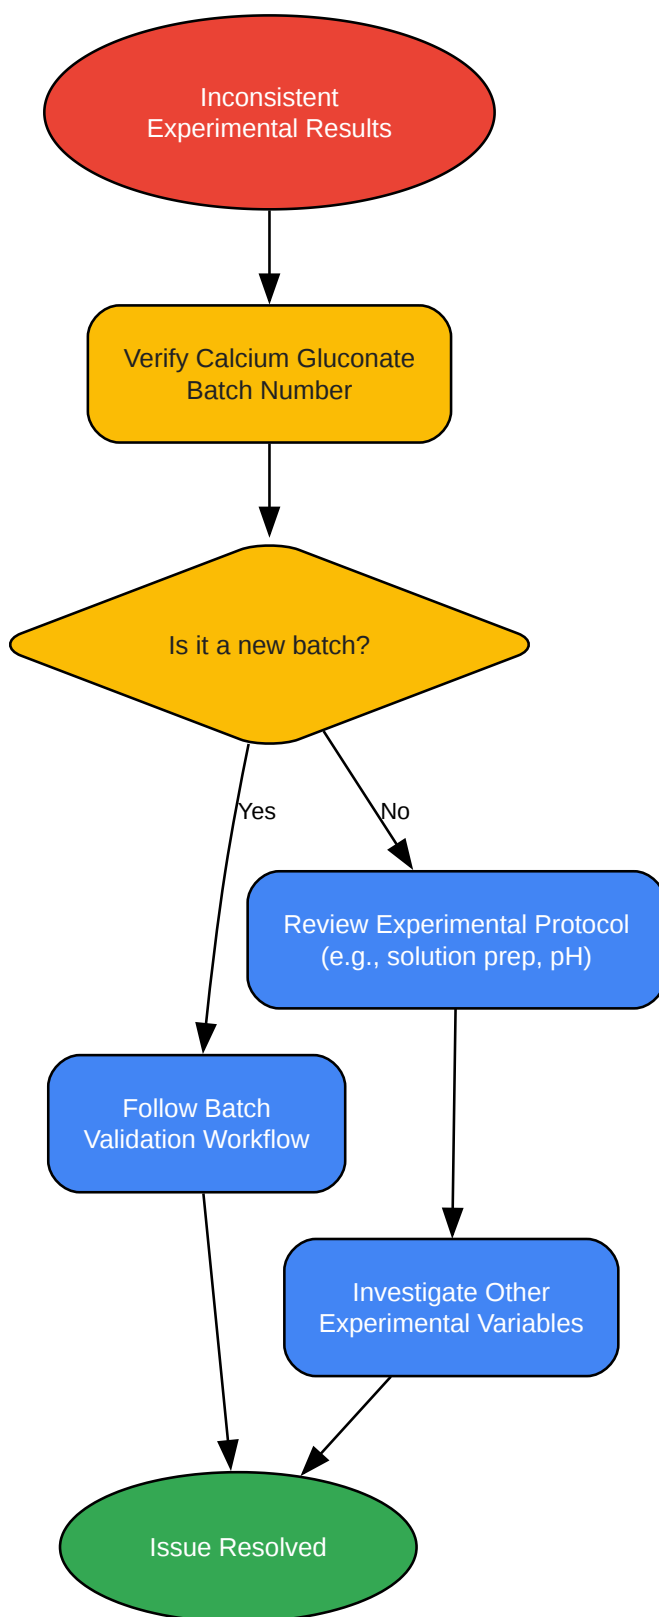 Inconsistent
Experimental Results
Verify Calcium Gluconate
Batch Number
Is it a new batch?
Yes
No
Review Experimental Protocol
(e.g., solution prep, pH)
Follow Batch
Validation Workflow
Investigate Other
Experimental Variables
Issue Resolved